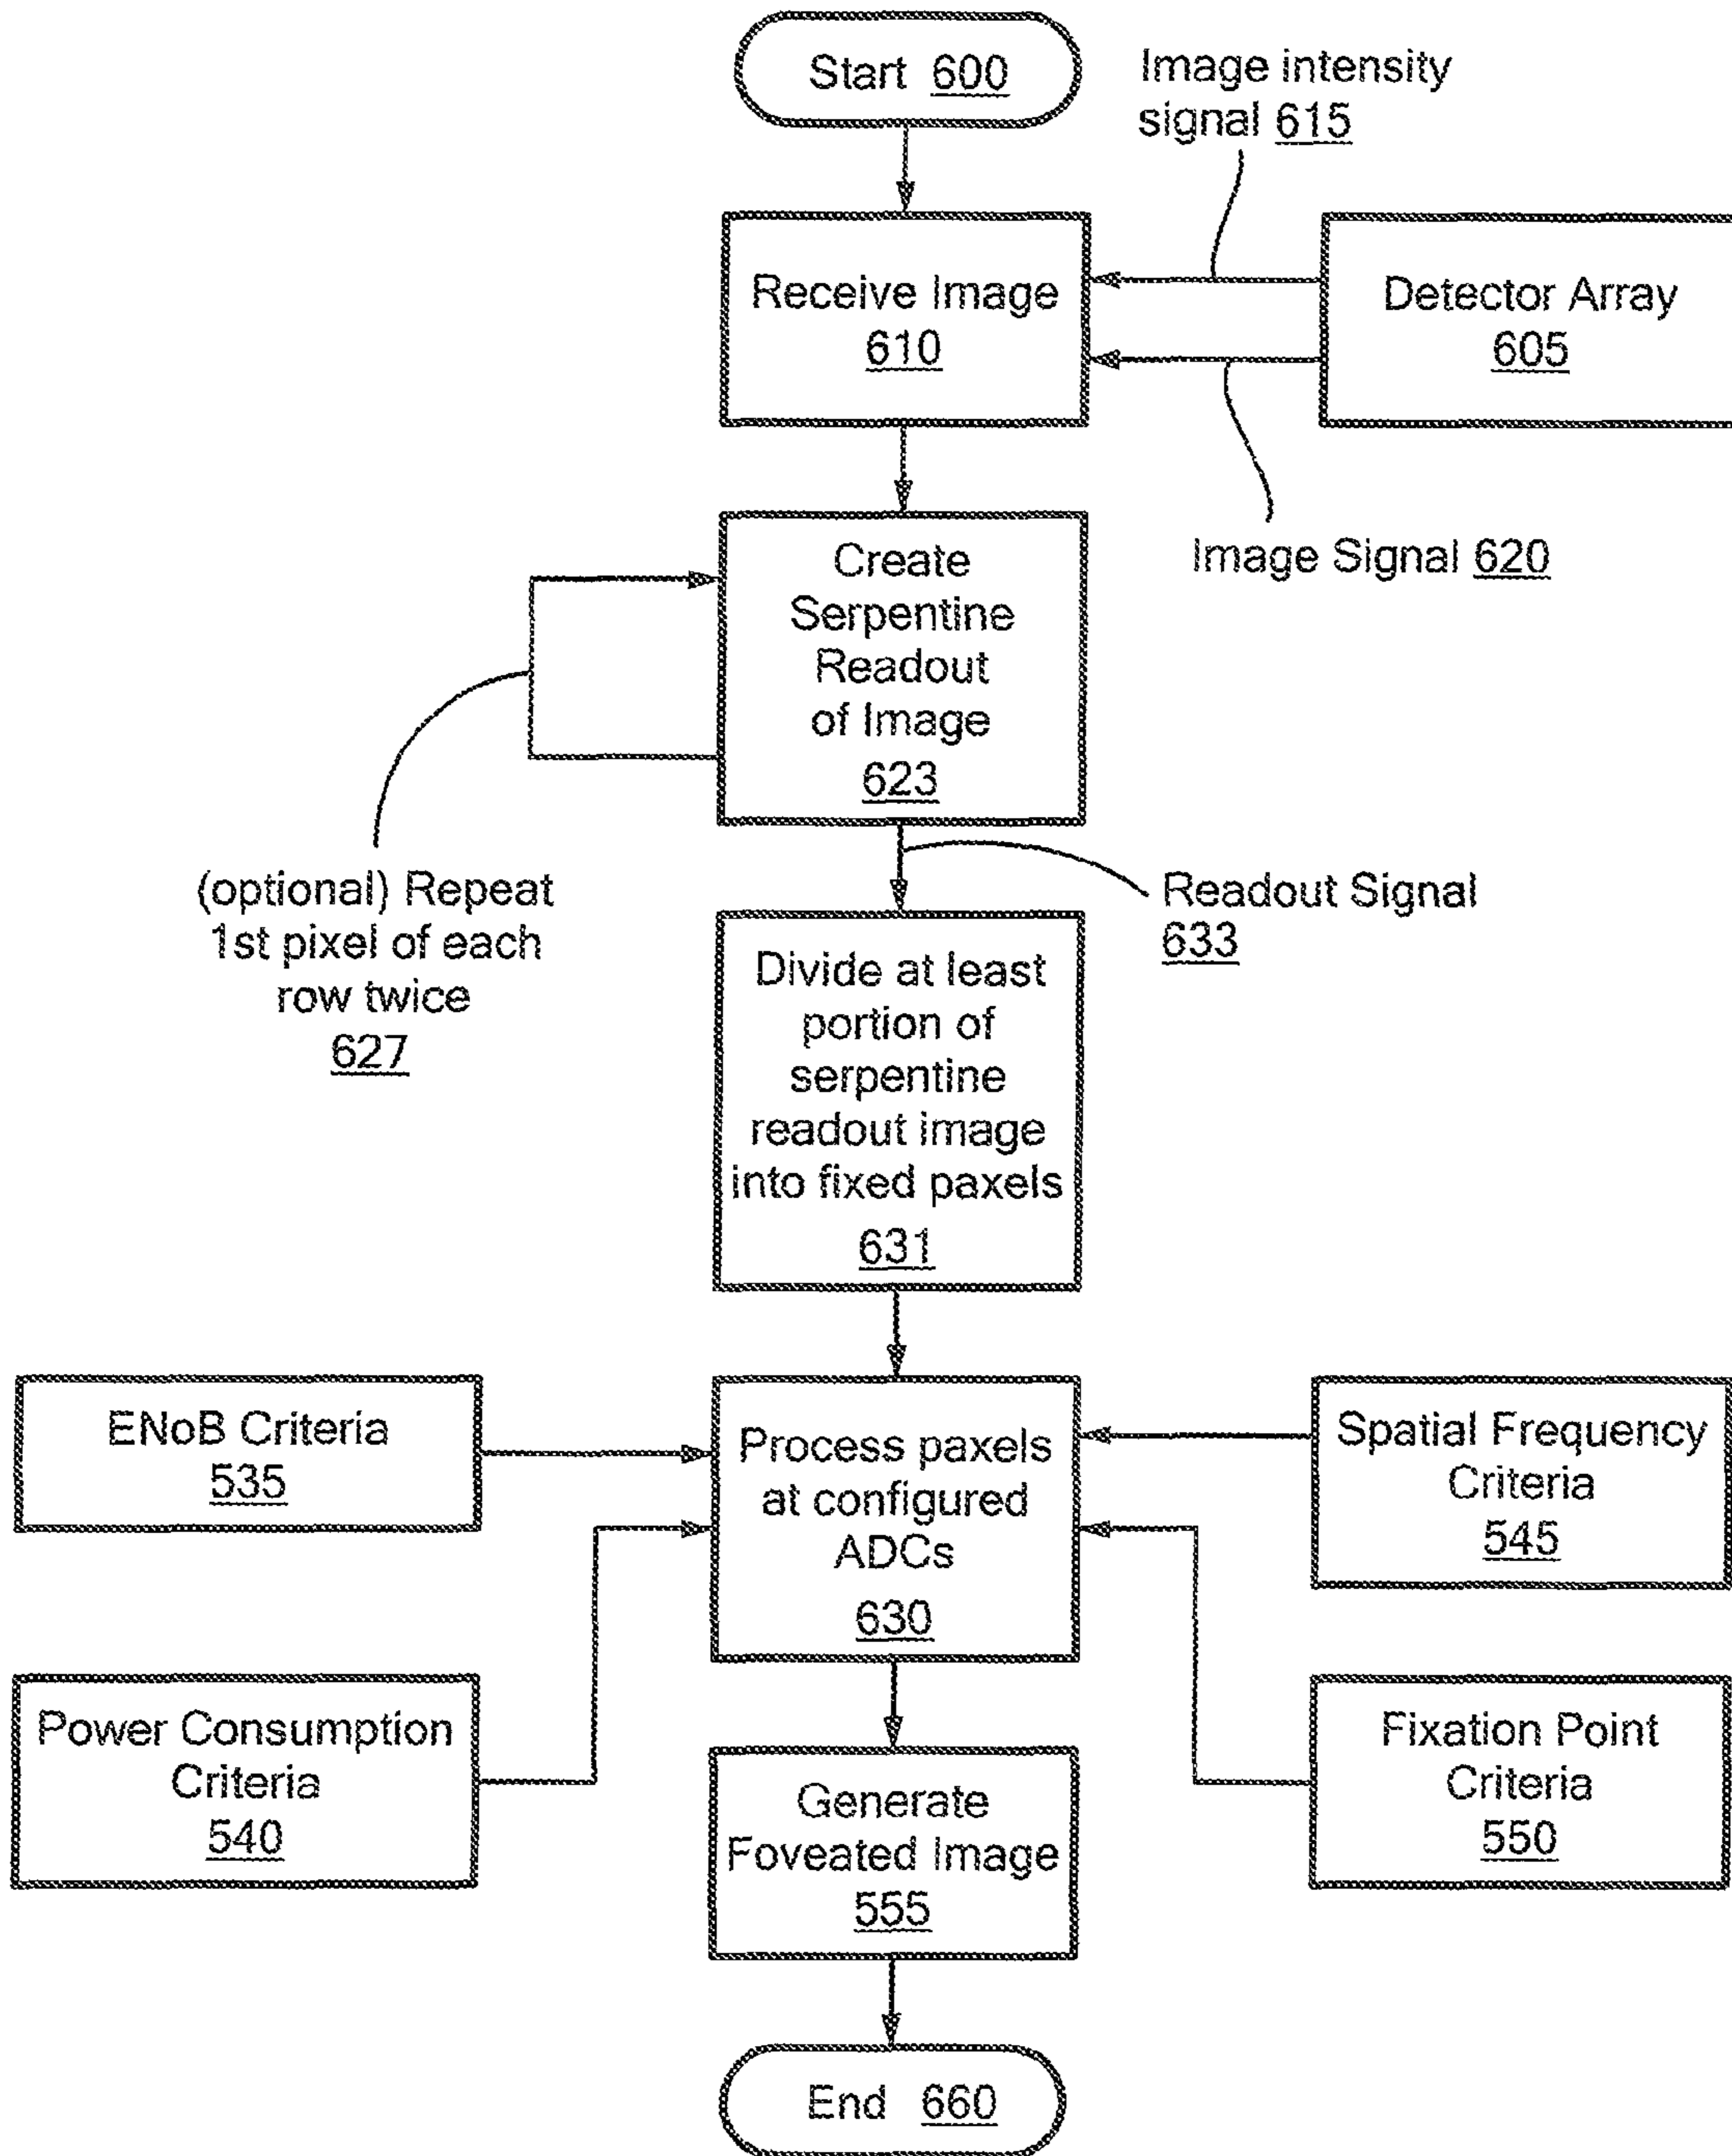 Start 600
Image intensity
signal 615
Receive Image
610
Detector Array
605
Image Signal 620
Create
Serpentine
Readout
of Image
623
(optional) Repeat
1st pixel of each
row twice
627
Readout Signal
633
Divide at least
portion of
serpentine
readout image
into fixed paxels
631
ENoB Criteria
535
Process paxels
at configured
ADCs
630
Spatial Frequency
Criteria
545
Power Consumption
Criteria
540
Fixation Point
Criteria
550
Generate
Foveated Image
555
End 660